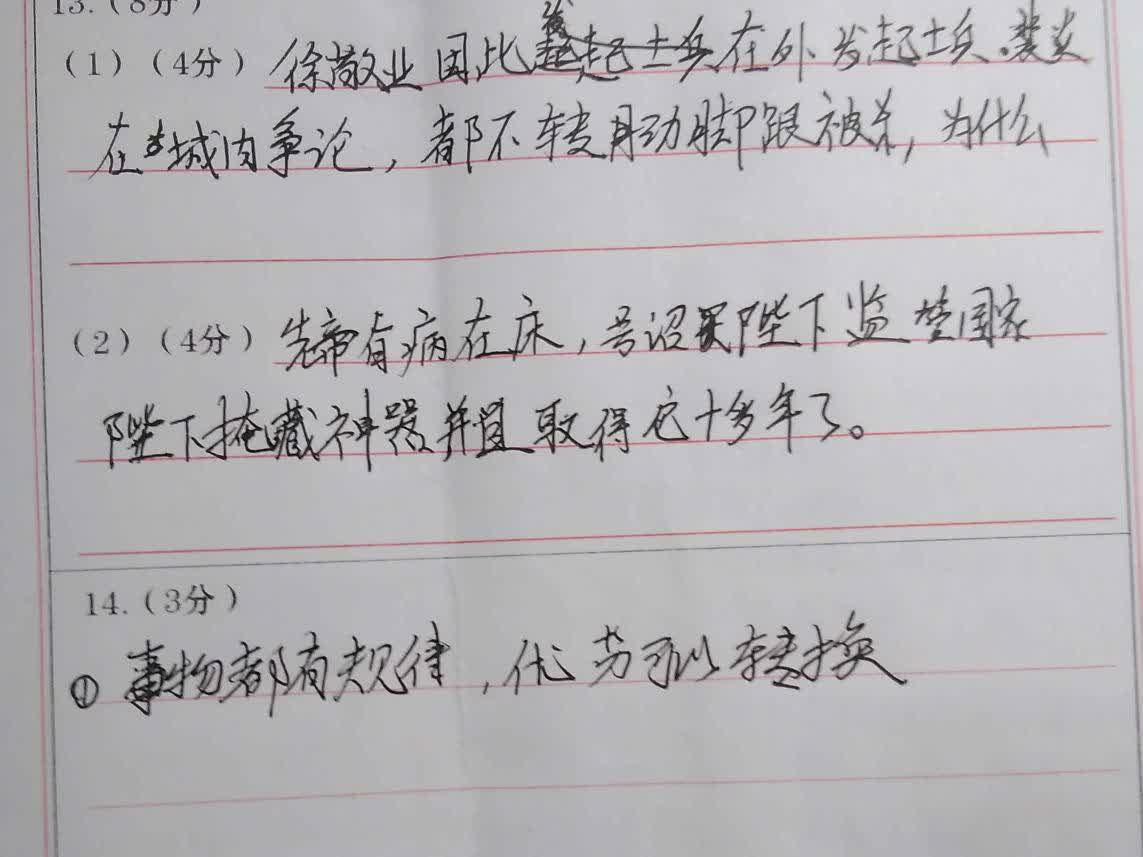 13.(8分)
(1)(4分)徐敬业因此在外发起士兵.裴炎
在城内争论,都不转动脚跟被杀,为什么
(2)(4分)先帝有病在床,号诏陛下监 国家
陛下掩藏神器并且取得它十多年了。
14.(3分)
①事物都有规律,优劣可以转换